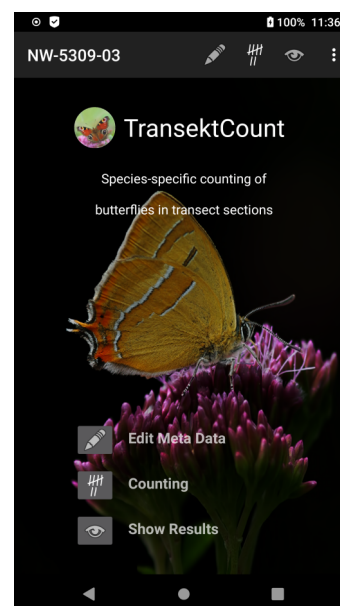 100% 11:36
NW-5309-03
TransektCount
Species-specific counting of
butterflies in transect sections
Edit Meta Data
Counting
Show Results